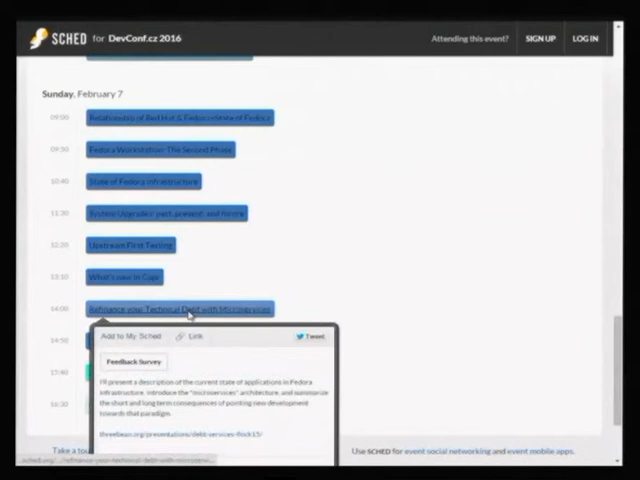 SCHED for DevConf.cz 2016
Attending this event? SIGN UP LOG IN
Sunday, February 7
09:00 Relationship of Red Hat & Fedora + State of Fedora
09:50 Fedora Workstation: The Second Phase
10:40 State of Fedora Infrastructure
11:30 System Upgrades: past, present, and future
12:20 Upstream First Testing
13:10 What's new in Copr
14:00 Refinance your Technical Debt with Microservices
14:50
Add to My Sched Link Tweet
Feedback Survey
I'll present a description of the current state of applications in Fedora
Infrastructure, introduce the "microservices" architecture, and summarize
the short and long term consequences of pointing new development
towards that paradigm.
threebean.org/presentations/debt-services-flock15/
Take a tou
Use SCHED for event social networking and event mobile apps.